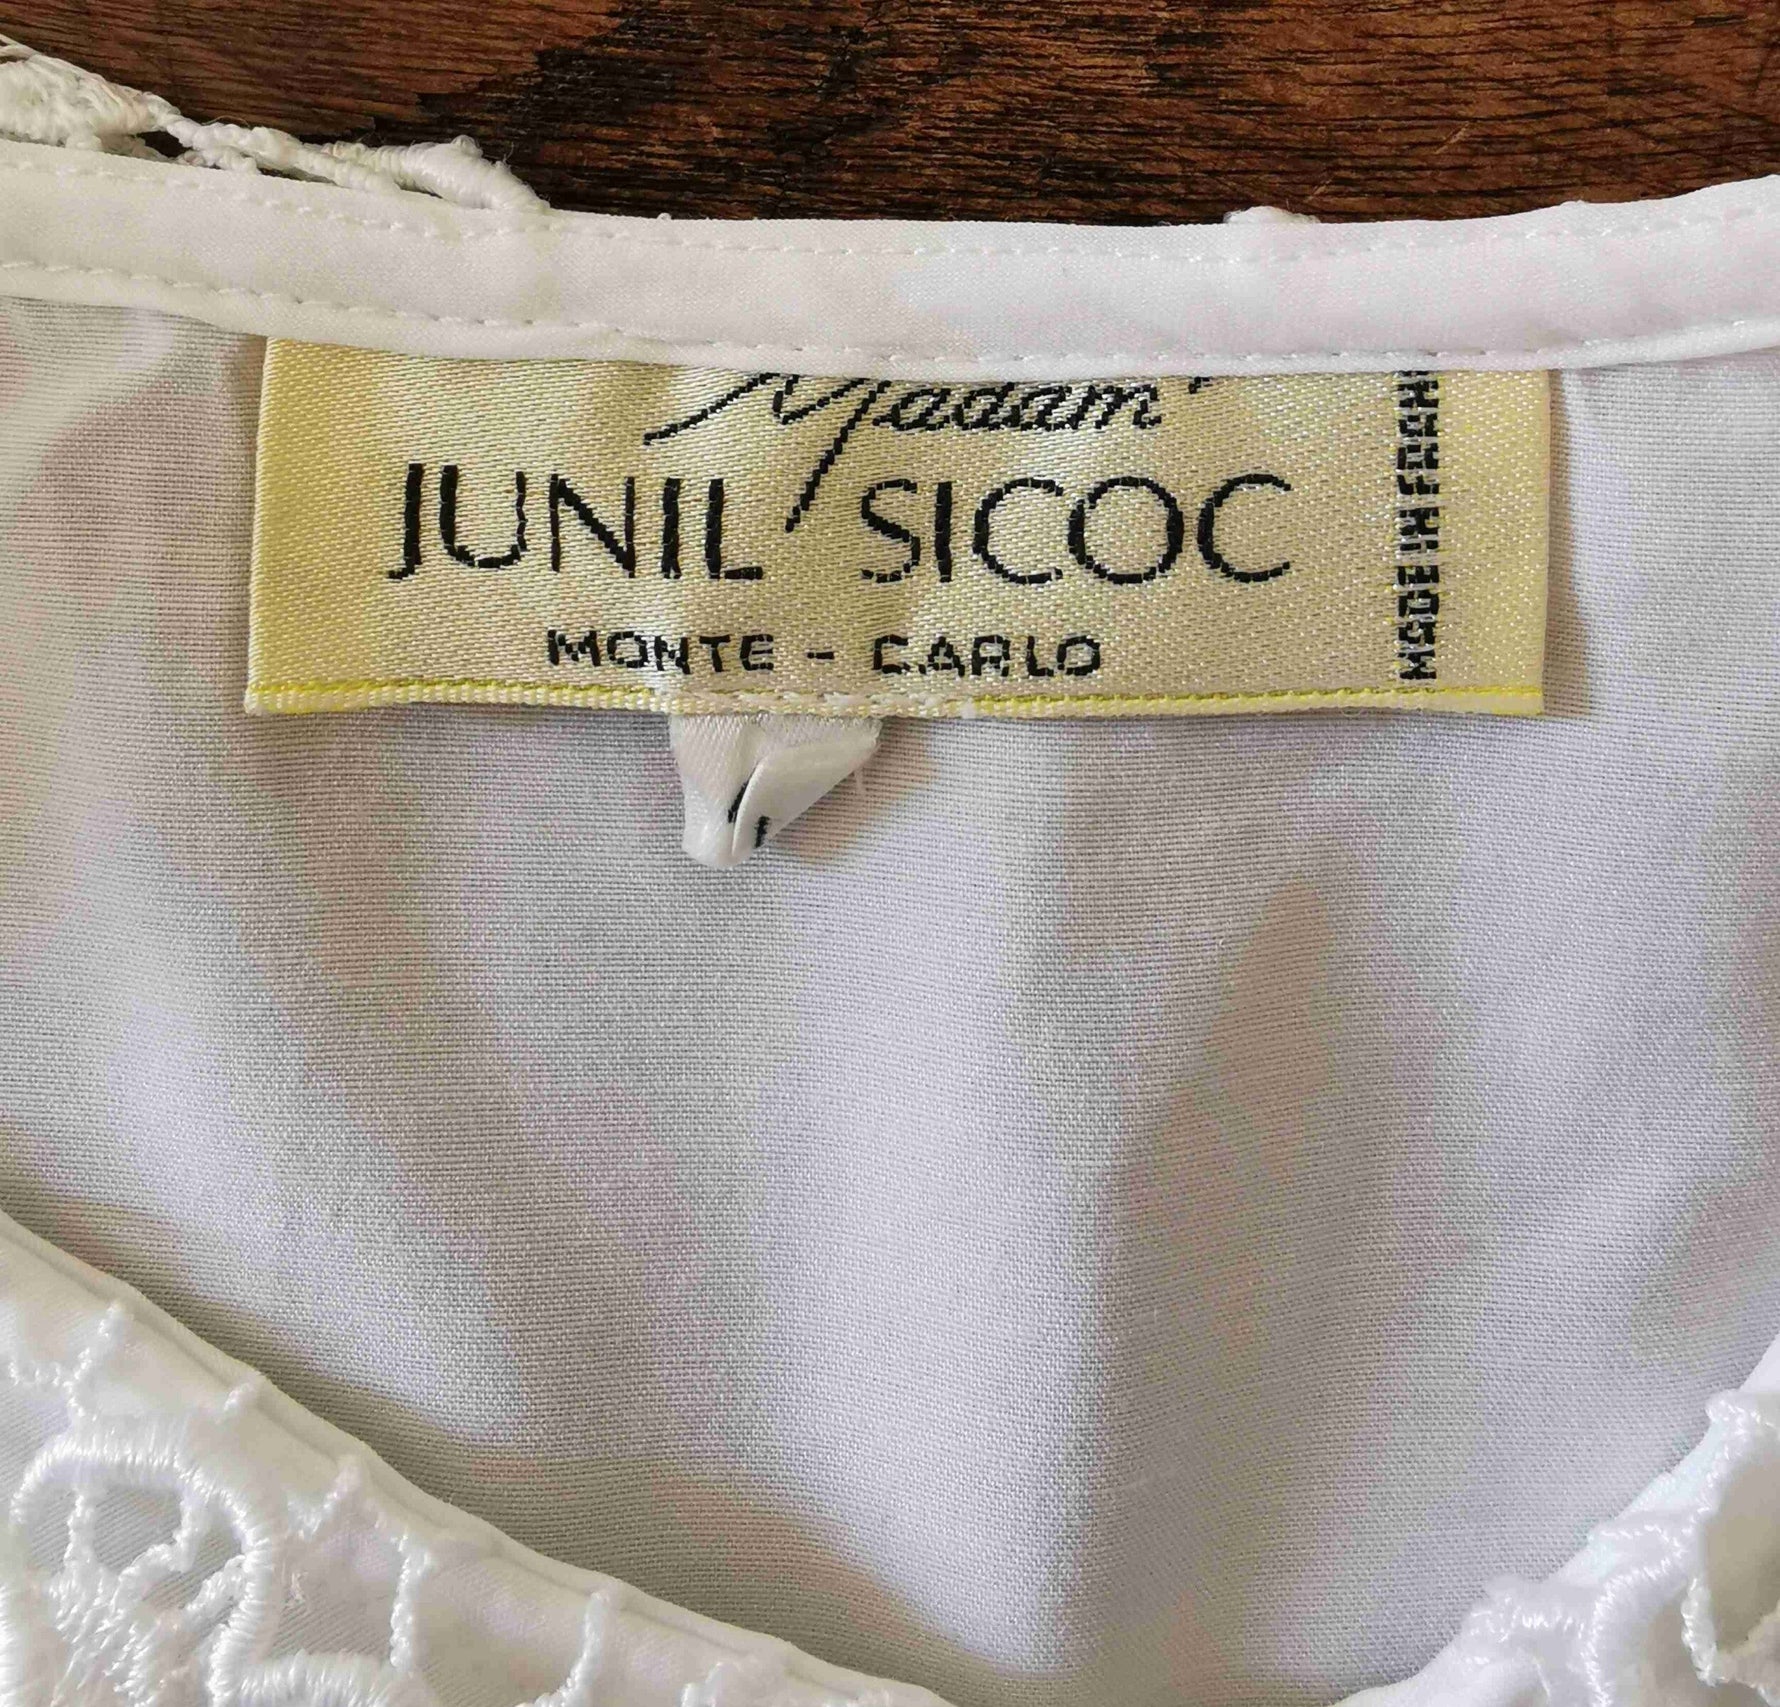 Madam'
JUNIL SICOC
MONTE - CARLO
MADE IN FRANCE